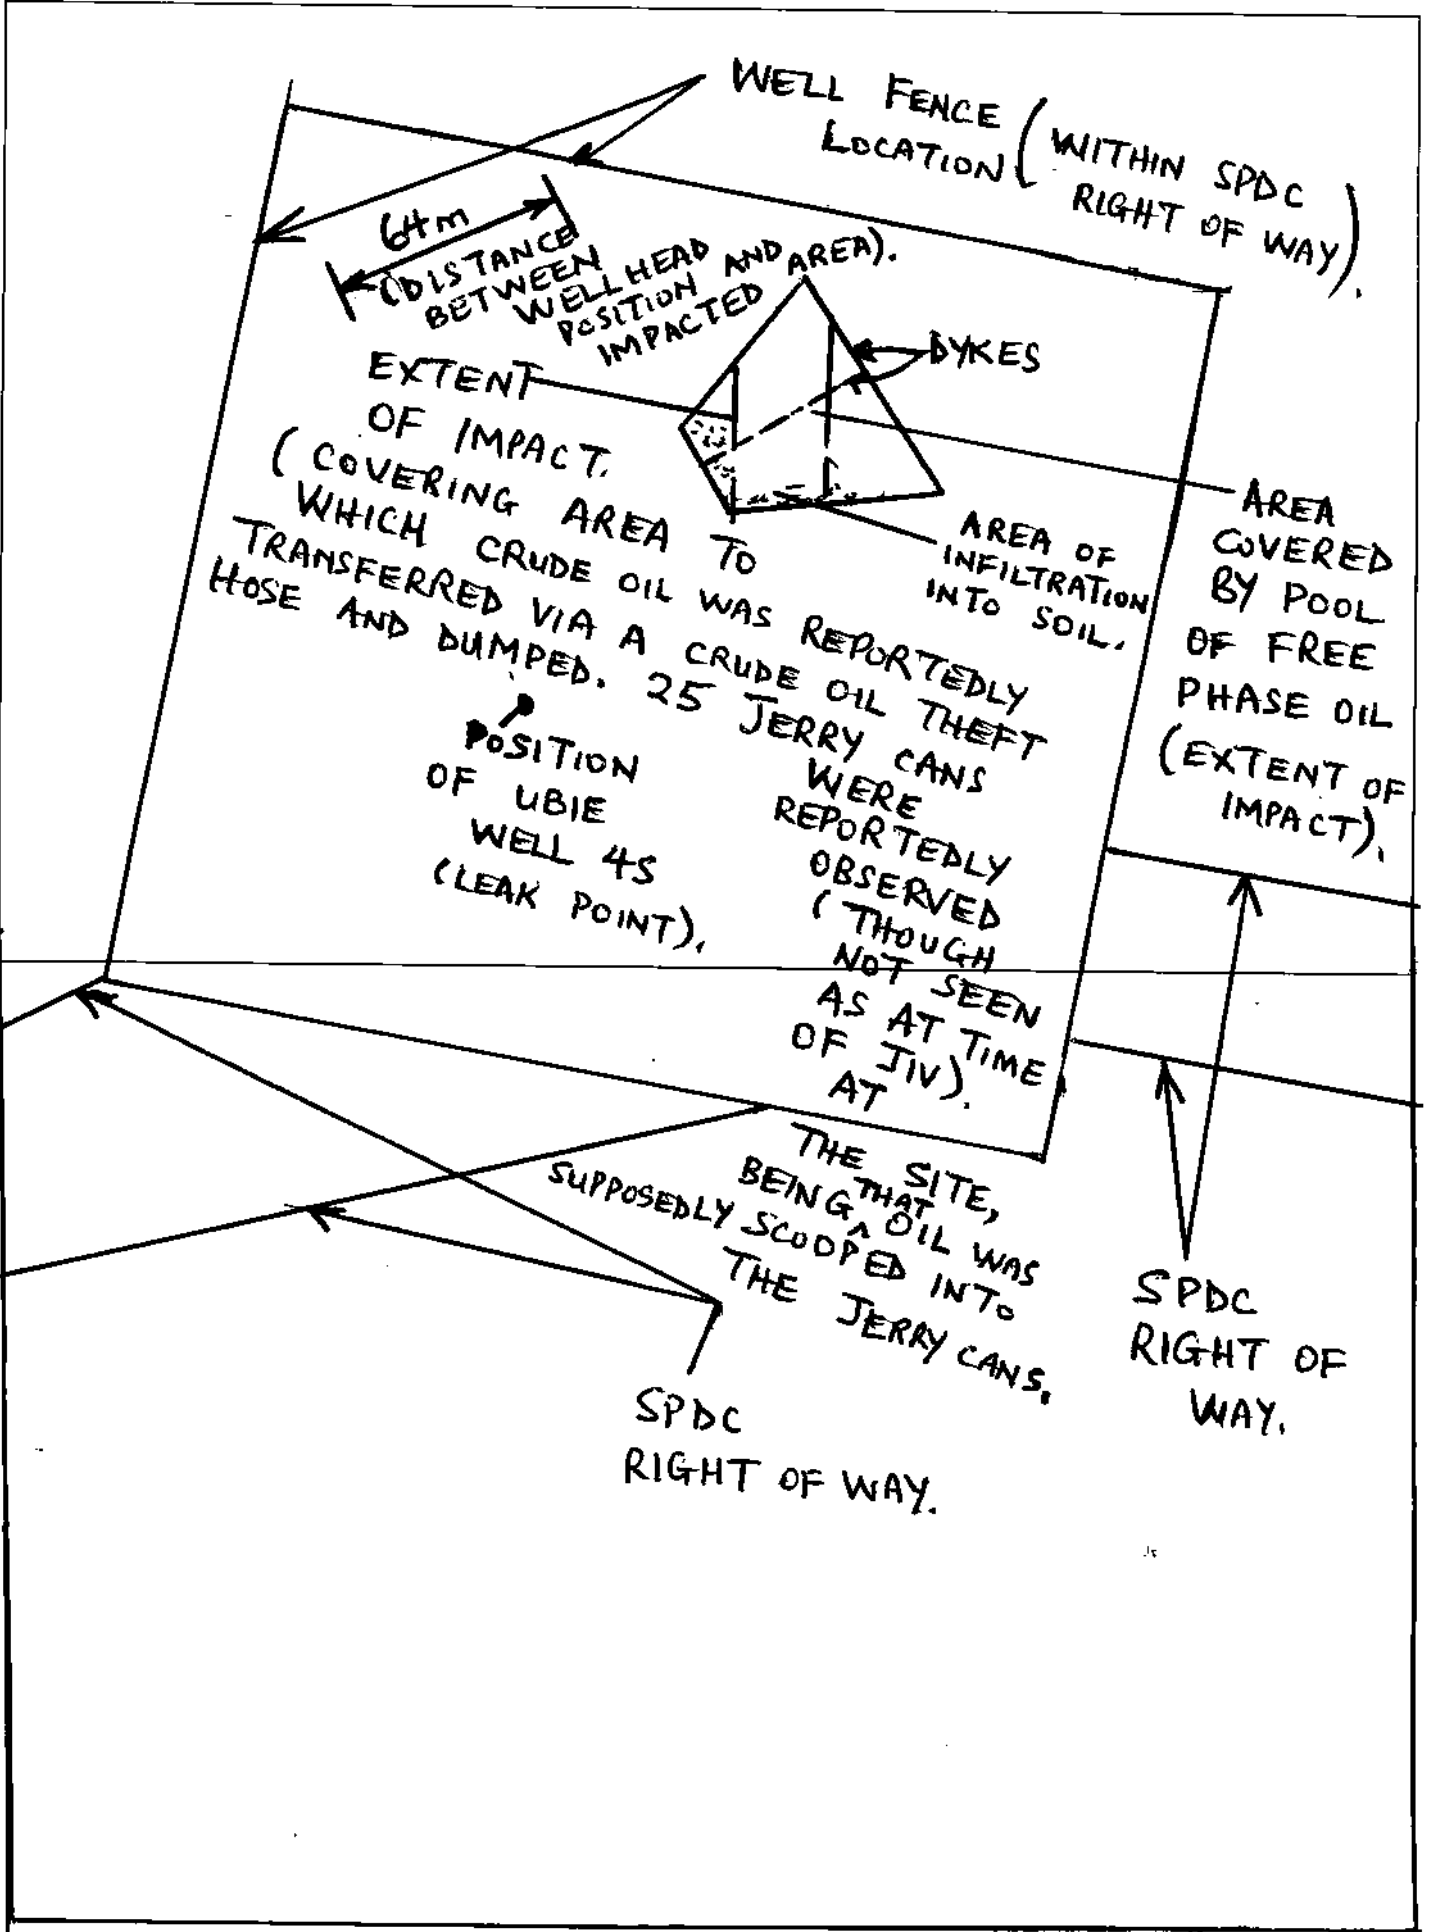 WELL FENCE
LOCATION (WITHIN SPDC
RIGHT OF WAY).
64m
(DISTANCE
BETWEEN
WELLHEAD
POSITION AND
IMPACTED AREA).
DYKES
EXTENT
OF IMPACT.
(COVERING AREA TO
WHICH CRUDE OIL WAS REPORTEDLY
TRANSFERRED VIA A CRUDE OIL THEFT
HOSE AND DUMPED. 25 JERRY CANS
WERE
REPORTEDLY
OBSERVED
(THOUGH
NOT SEEN
AS AT TIME
OF JIV).
AT
THE SITE,
BEING THAT OIL WAS
SUPPOSEDLY SCOOPED INTO
THE JERRY CANS.
AREA OF
INFILTRATION
INTO SOIL.
AREA
COVERED
BY POOL
OF FREE
PHASE OIL
(EXTENT OF
IMPACT).
POSITION
OF UBIE
WELL 4S
(LEAK POINT).
SPDC
RIGHT OF
WAY.
SPDC
RIGHT OF WAY.